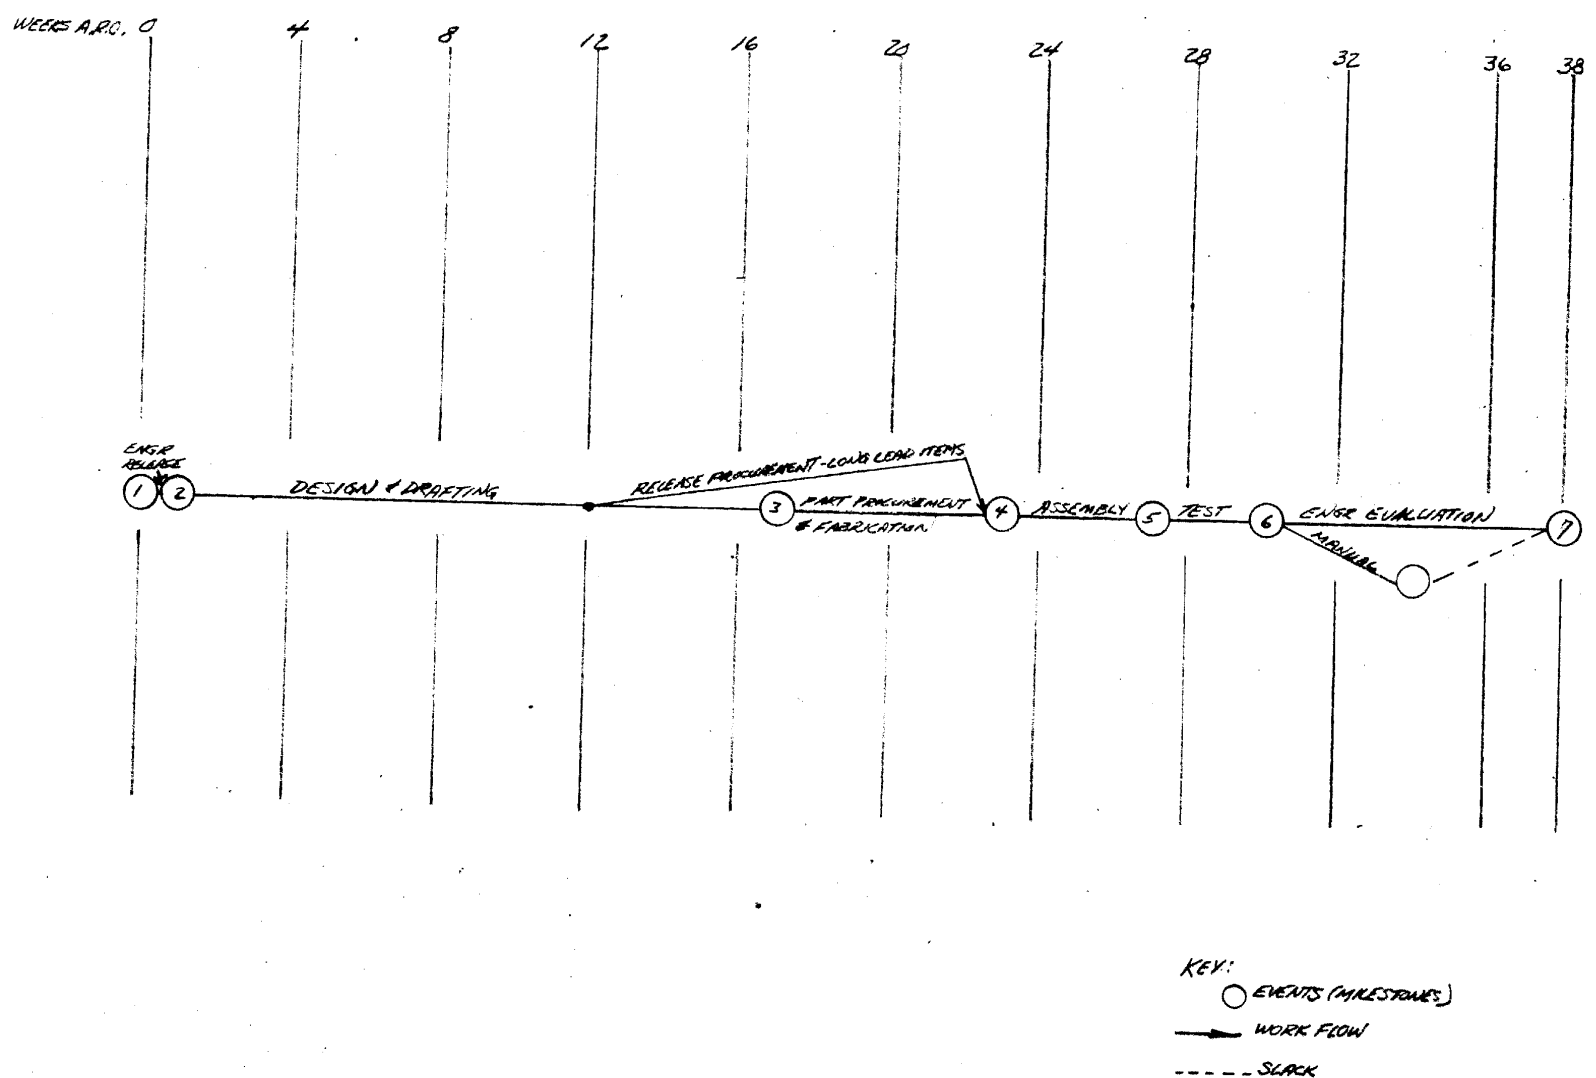 WEEKS A.R.O. 0 4 8 12 16 20 24 28 32 36 38
ENGR
RELEASE
1 2 DESIGN & DRAFTING
RELEASE PROCUREMENT-LONG LEAD ITEMS
3 PART PROCUREMENT
& FABRICATION
4 ASSEMBLY 5 TEST 6 ENGR EVALUATION 7
MANUAL
KEY:
EVENTS (MILESTONES)
WORK FLOW
SLACK